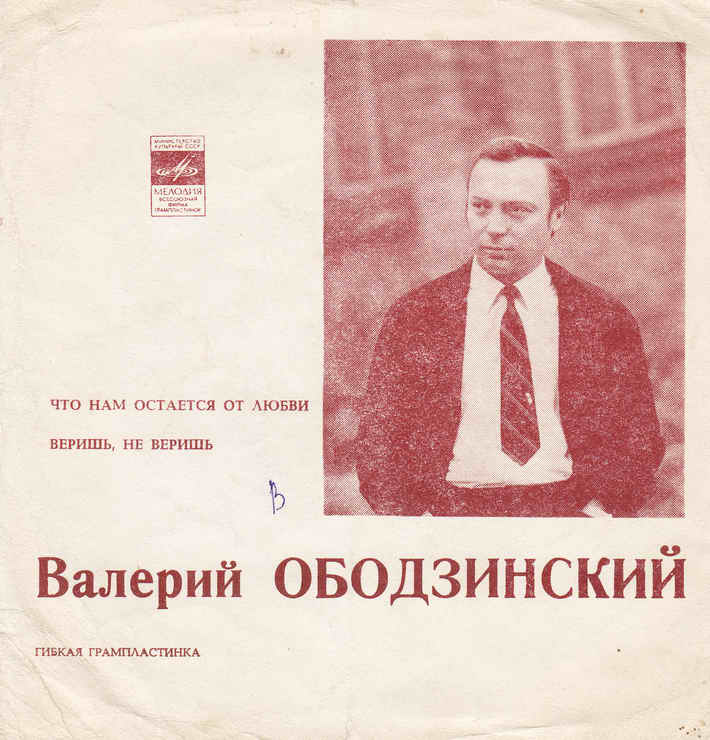 МИНИСТЕРСТВО
КУЛЬТУРЫ СССР
МЕЛОДИЯ
ВСЕСОЮЗНАЯ
ФИРМА
ГРАМПЛАСТИНОК
ЧТО НАМ ОСТАЕТСЯ ОТ ЛЮБВИ
ВЕРИШЬ, НЕ ВЕРИШЬ
В
Валерий ОБОДЗИНСКИЙ
ГИБКАЯ ГРАМПЛАСТИНКА